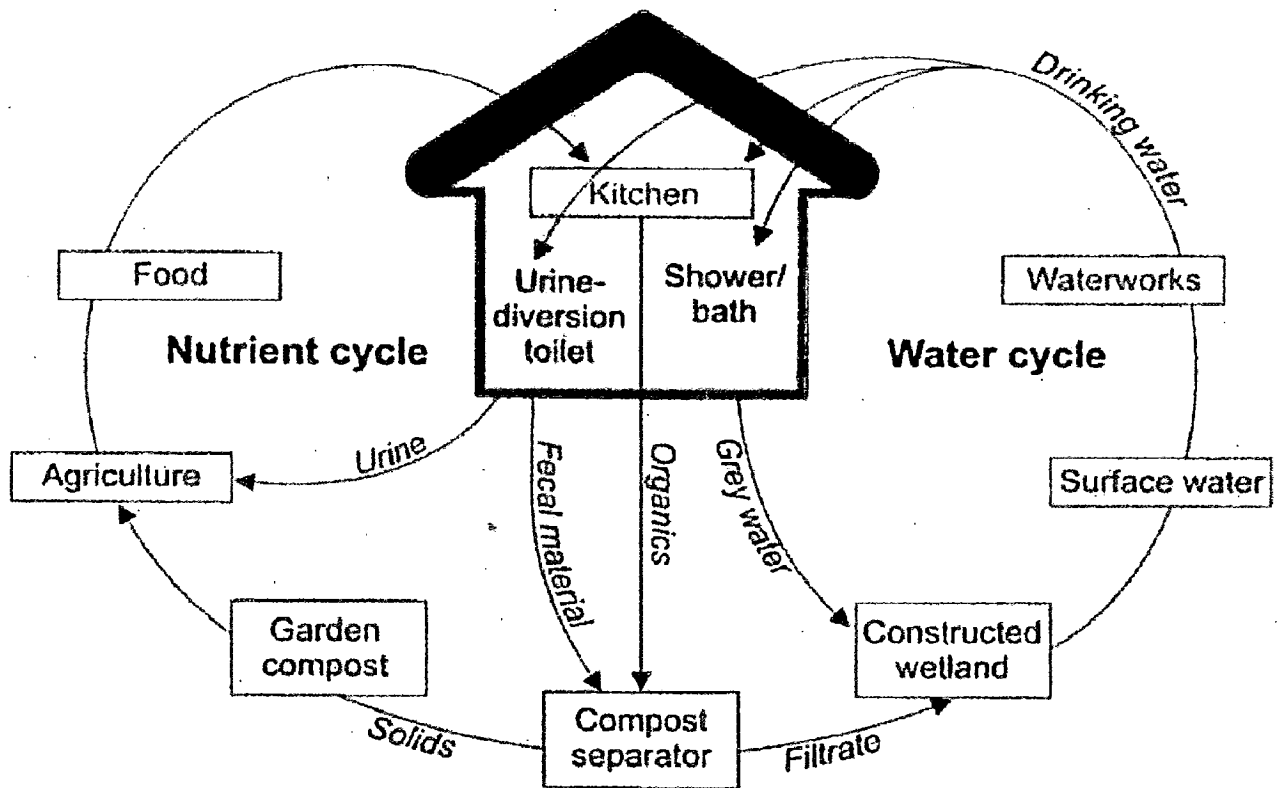 Drinking water
Kitchen
Food
Urine-
diversion
toilet
Shower/
bath
Waterworks
Nutrient cycle
Water cycle
Agriculture
Urine
Fecal material
Organics
Grey water
Surface water
Garden
compost
Constructed
wetland
Solids
Compost
separator
Filtrate